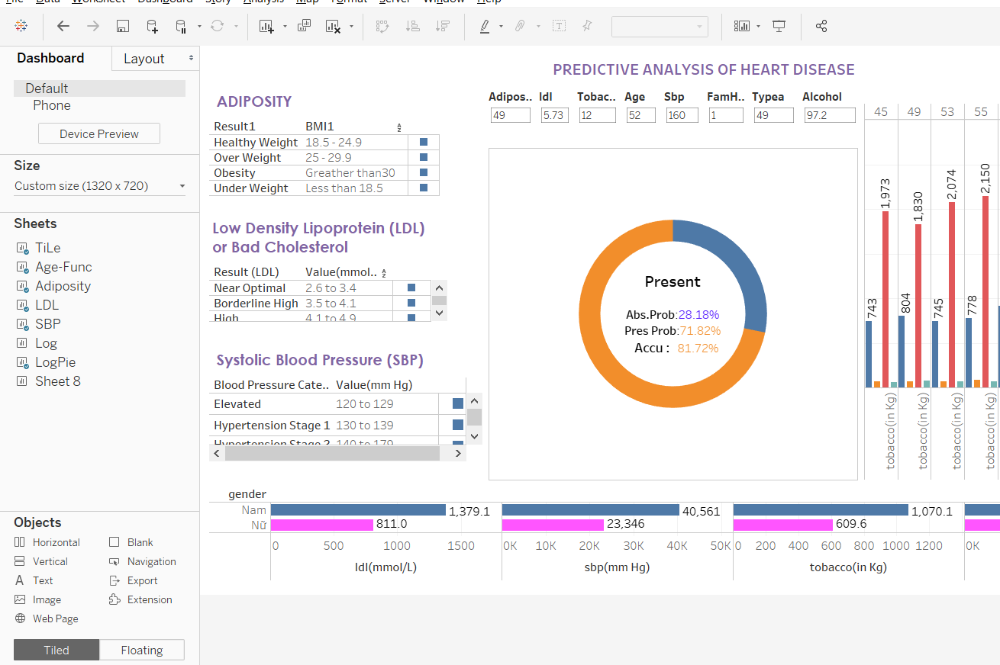 File Data Worksheet Dashboard Story Analysis Map Format Server Window Help
Dashboard
Layout
Default
Phone
Device Preview
Size
Custom size (1320 x 720)
Sheets
TiLe
Age-Func
Adiposity
LDL
SBP
Log
LogPie
Sheet 8
Objects
Horizontal Blank
Vertical Navigation
A Text Export
Image Extension
Web Page
Tiled Floating
PREDICTIVE ANALYSIS OF HEART DISEASE
ADIPOSITY
Result1 BMI1
Healthy Weight 18.5 - 24.9
Over Weight 25 - 29.9
Obesity Greather than30
Under Weight Less than 18.5
Low Density Lipoprotein (LDL)
or Bad Cholesterol
Result (LDL) Value(mmol..
Near Optimal 2.6 to 3.4
Borderline High 3.5 to 4.1
High 4.1 to 4.9
Systolic Blood Pressure (SBP)
Blood Pressure Cate.. Value(mm Hg)
Elevated 120 to 129
Hypertension Stage 1 130 to 139
Hypertension Stage 2 140 to 179
Adipos.. ldl Tobac.. Age Sbp FamH.. Typea Alcohol
49 5.73 12 52 160 1 49 97.2
Present
Abs.Prob:28.18%
Pres Prob:71.82%
Accu : 81.72%
45 49 53 55
743 1,973 804 1,830 745 2,074 778 2,150
tobacco(in Kg) tobacco(in Kg) tobacco(in Kg) tobacco(in Kg)
gender
Nam 1,379.1 40,561 1,070.1
Nữ 811.0 23,346 609.6
0 500 1000 1500 0K 10K 20K 30K 40K 50K 0 200 400 600 800 1000 1200 0K
ldl(mmol/L) sbp(mm Hg) tobacco(in Kg)